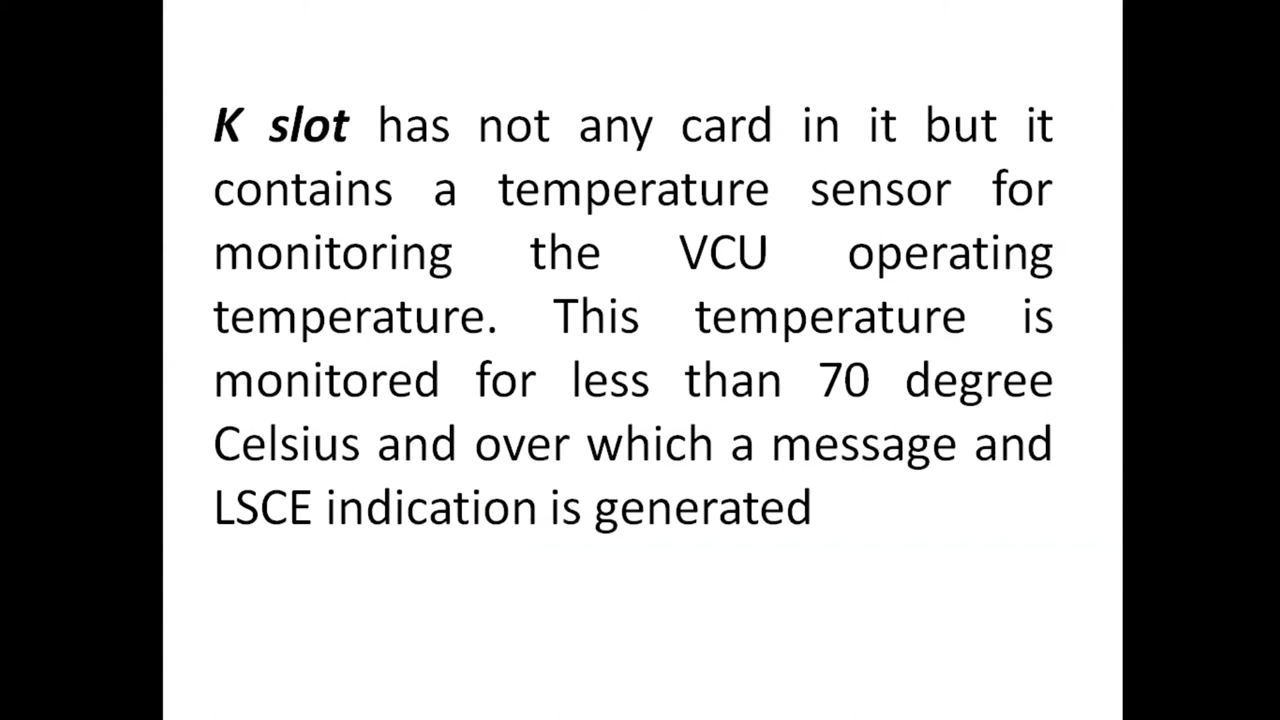 K slot has not any card in it but it
contains a temperature sensor for
monitoring the VCU operating
temperature. This temperature is
monitored for less than 70 degree
Celsius and over which a message and
LSCE indication is generated